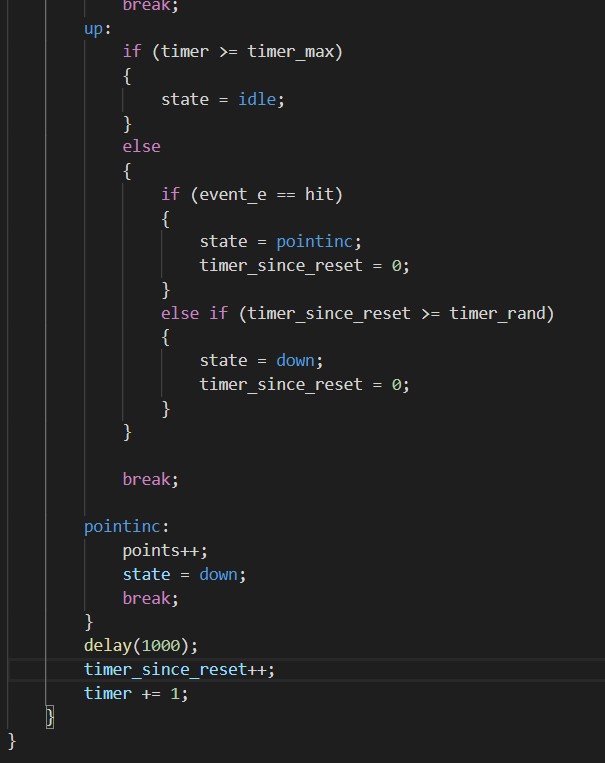 break;
up:
if (timer >= timer_max)
{
state = idle;
}
else
{
if (event_e == hit)
{
state = pointinc;
timer_since_reset = 0;
}
else if (timer_since_reset >= timer_rand)
{
state = down;
timer_since_reset = 0;
}
}
break;
pointinc:
points++;
state = down;
break;
}
delay(1000);
timer_since_reset++;
timer += 1;
}
}